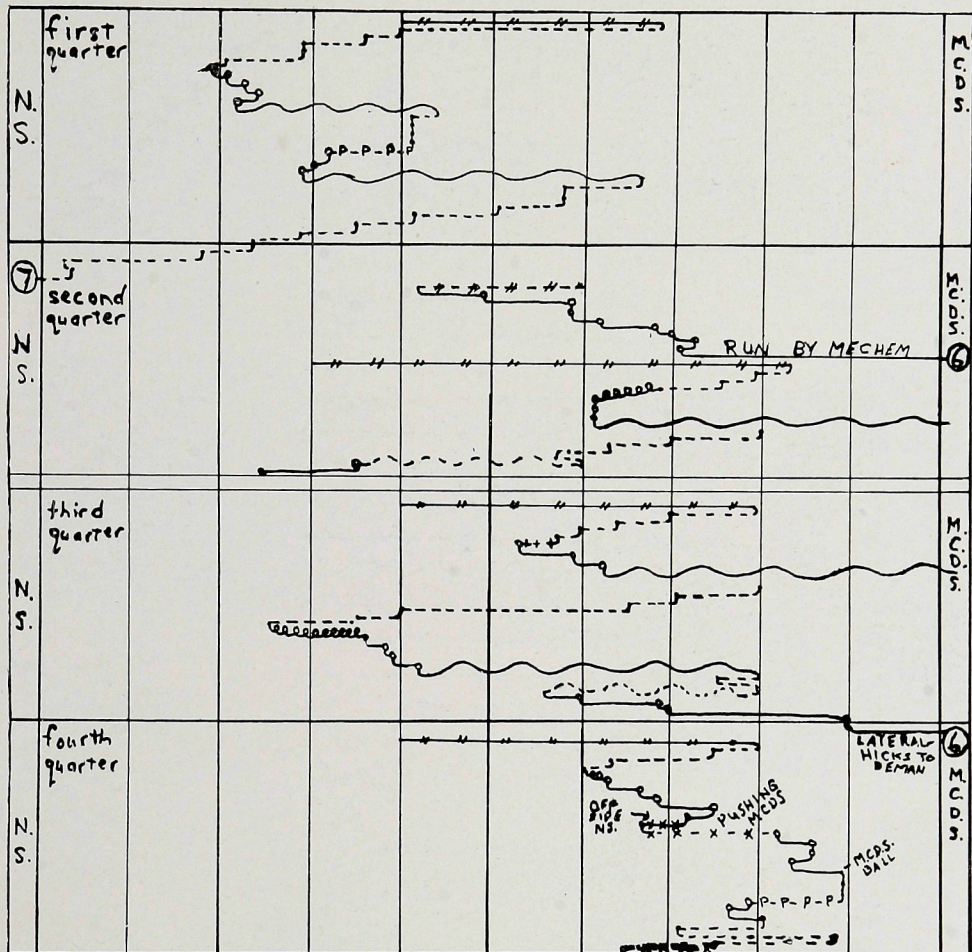 first
quarter
N.
S.
M.
C.
D
S.
P-P-P-P
7
second
quarter
N
S.
M.
C.
D.
S.
RUN BY MECHEM
6
third
quarter
N.
S.
M.
C.
D.
S.
fourth
quarter
N.
S.
LATERAL
HICKS TO
DEMAN
6
M.
C.
D.
S.
OFF
SIDE
NS.
PUSHING
MCDS
M.C.D.S.
BALL
P-P-P-P